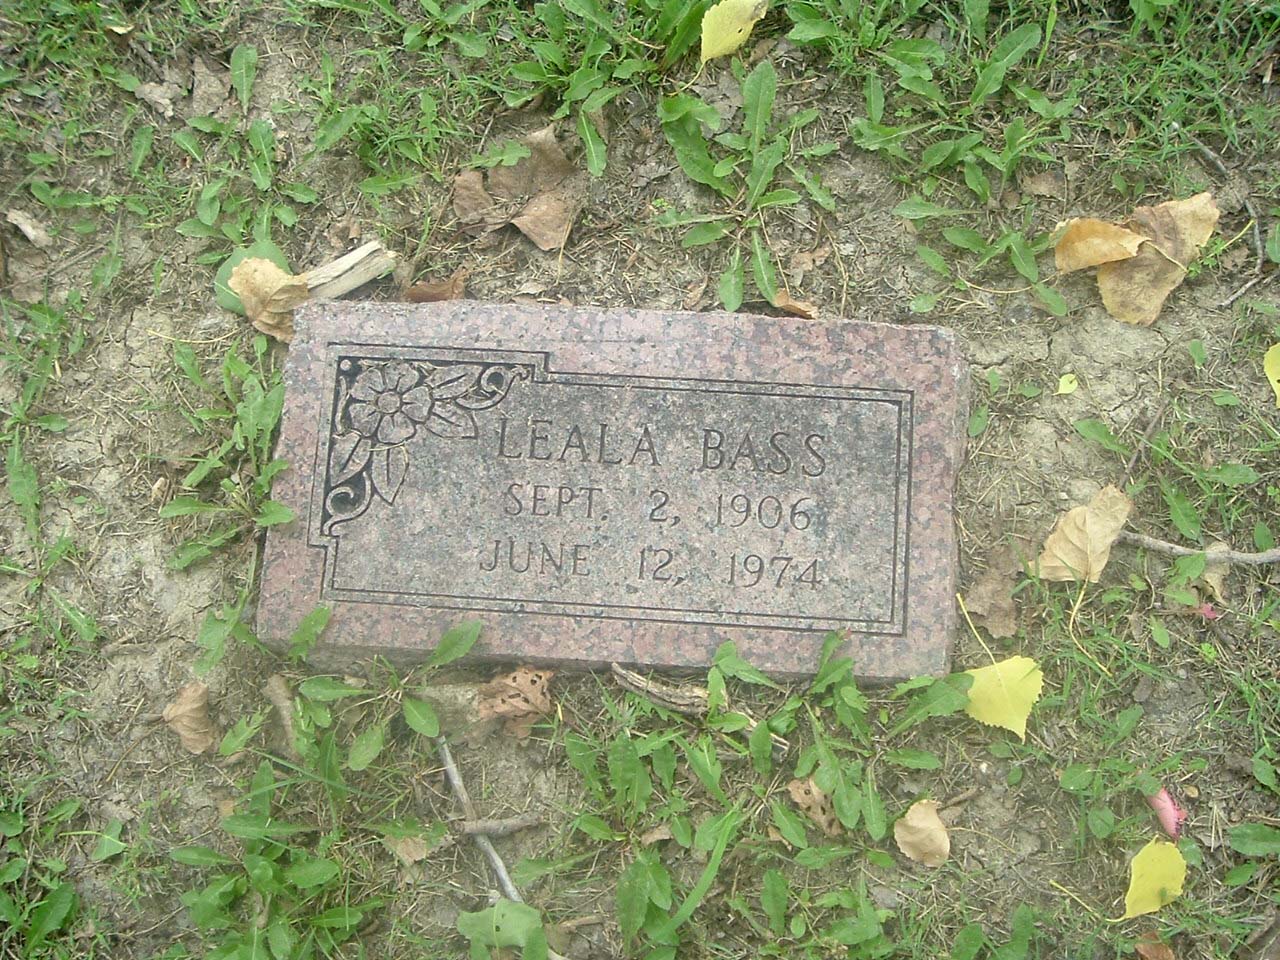 LEALA BASS
SEPT. 2, 1906
JUNE 12, 1974